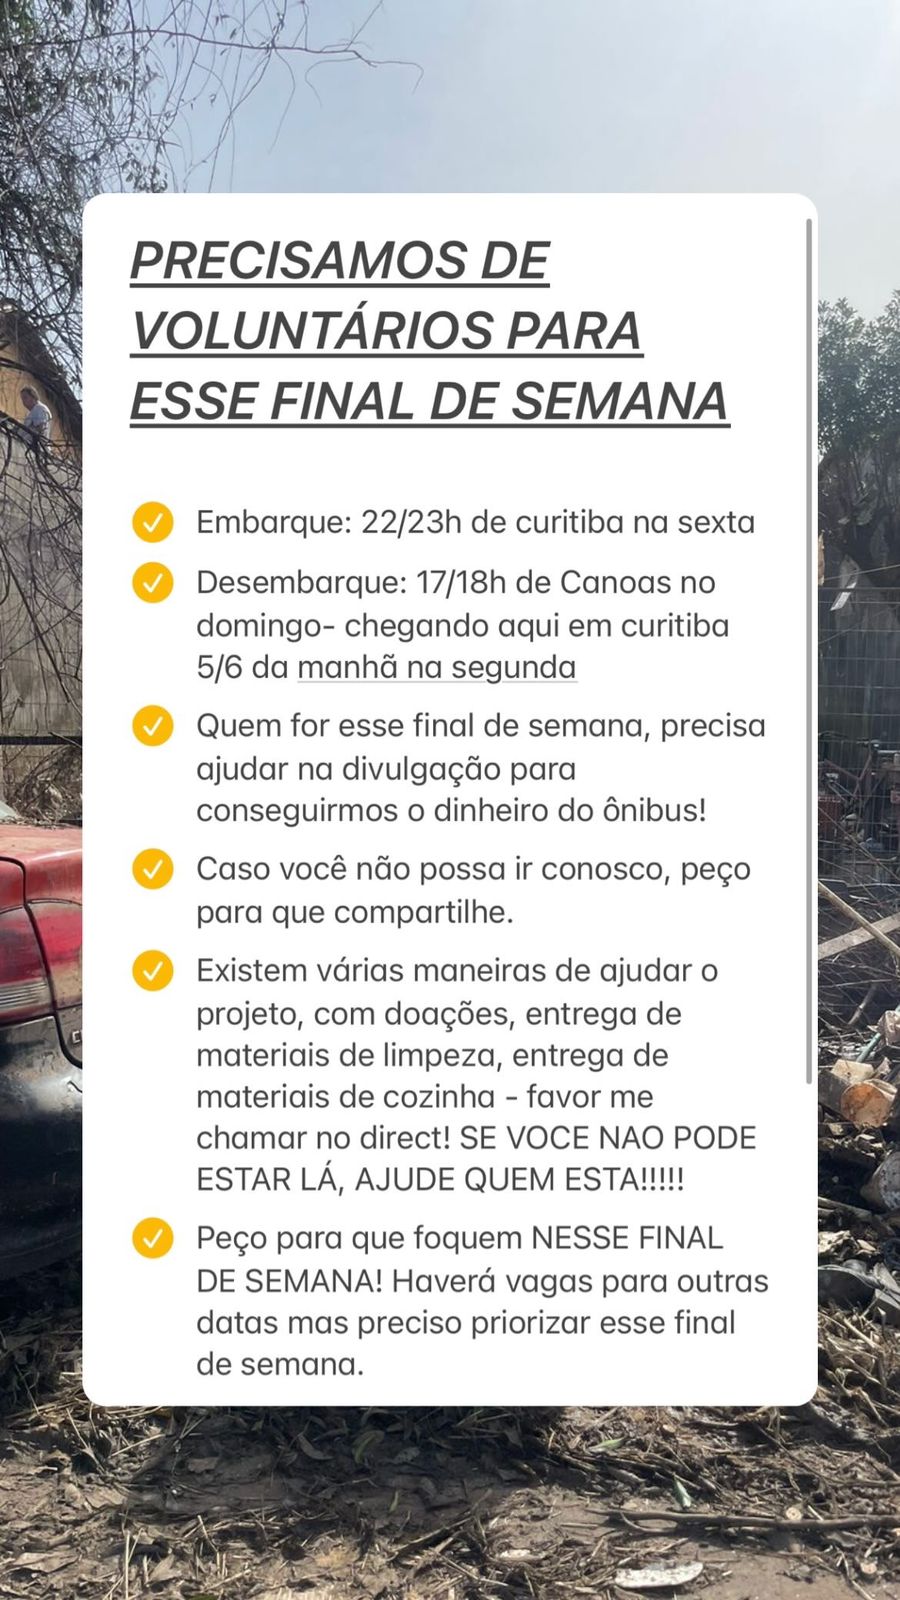 PRECISAMOS DE
VOLUNTÁRIOS PARA
ESSE FINAL DE SEMANA
Embarque: 22/23h de curitiba na sexta
Desembarque: 17/18h de Canoas no
domingo- chegando aqui em curitiba
5/6 da manhã na segunda
Quem for esse final de semana, precisa
ajudar na divulgação para
conseguirmos o dinheiro do ônibus!
Caso você não possa ir conosco, peço
para que compartilhe.
Existem várias maneiras de ajudar o
projeto, com doações, entrega de
materiais de limpeza, entrega de
materiais de cozinha - favor me
chamar no direct! SE VOCE NAO PODE
ESTAR LÁ, AJUDE QUEM ESTA!!!!!
Peço para que foquem NESSE FINAL
DE SEMANA! Haverá vagas para outras
datas mas preciso priorizar esse final
de semana.